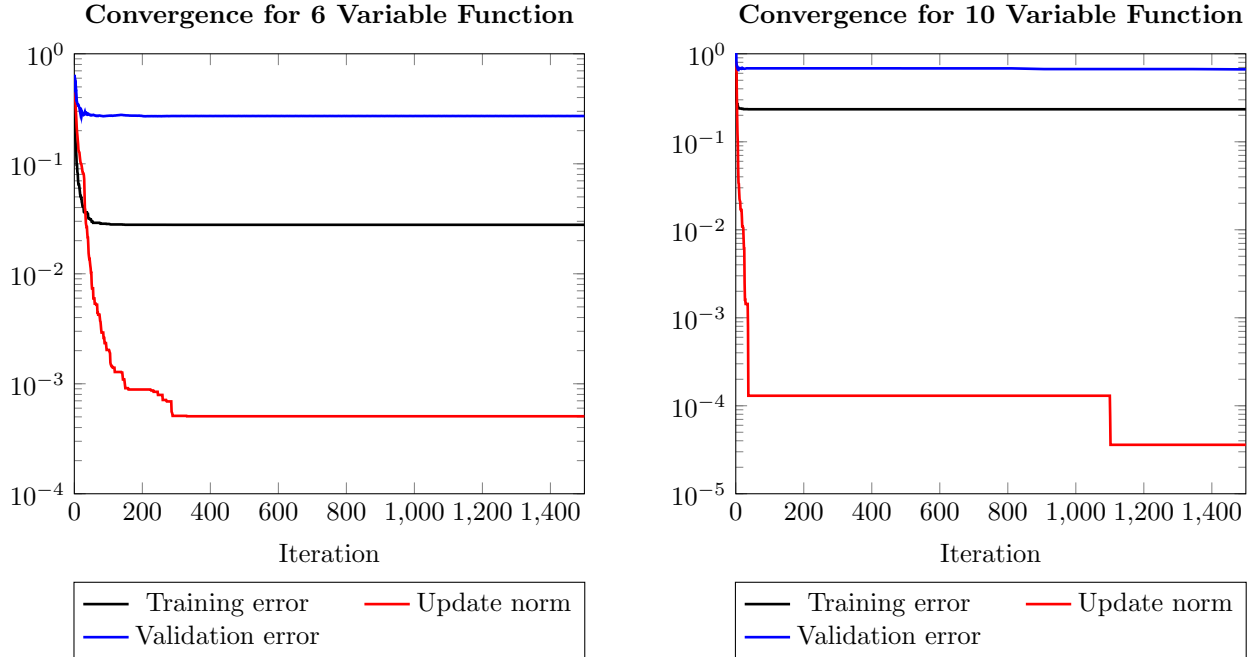 Convergence for 6 Variable Function
10^0
10^-1
10^-2
10^-3
10^-4
0 200 400 600 800 1,000 1,200 1,400
Iteration
Training error
Update norm
Validation error
Convergence for 10 Variable Function
10^0
10^-1
10^-2
10^-3
10^-4
10^-5
0 200 400 600 800 1,000 1,200 1,400
Iteration
Training error
Update norm
Validation error